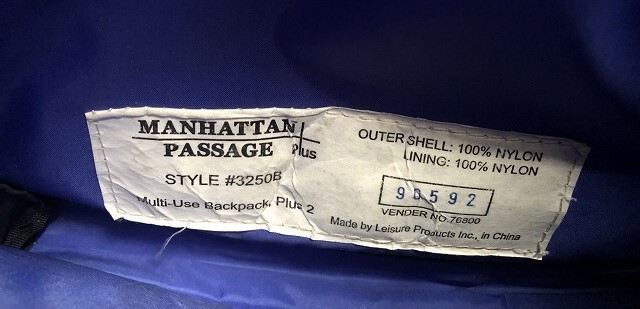 MANHATTAN
PASSAGE Plus
STYLE #3250B
Multi-Use Backpack, Plus 2
OUTER SHELL: 100% NYLON
LINING: 100% NYLON
90592
VENDER NO.76800
Made by Leisure Products Inc., in China